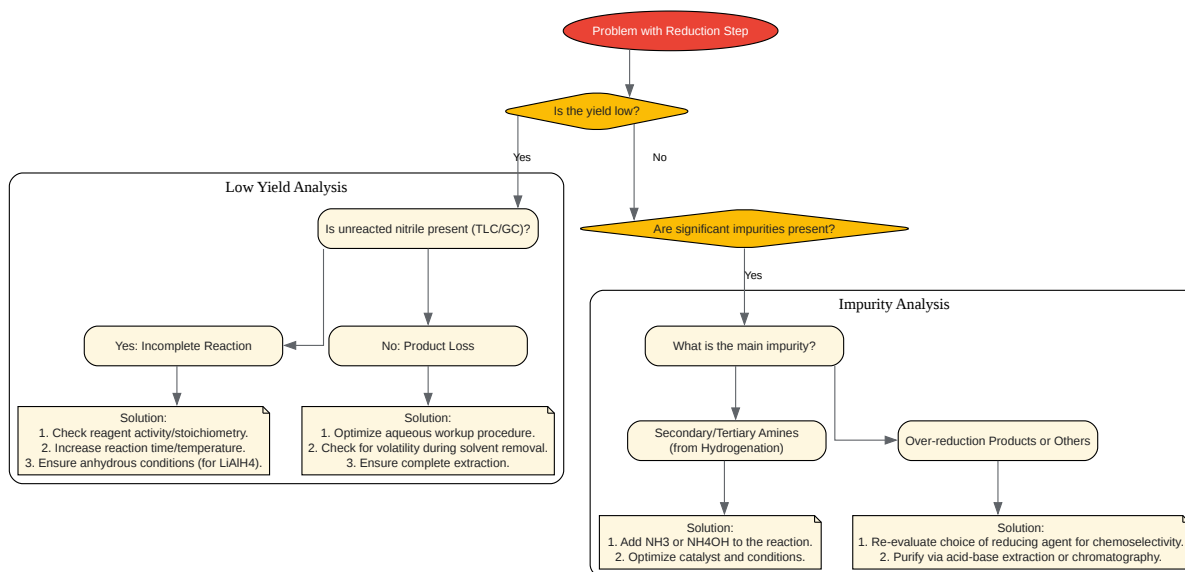 Problem with Reduction Step
Is the yield low?
Yes
No
Low Yield Analysis
Is unreacted nitrile present (TLC/GC)?
Are significant impurities present?
Yes
Impurity Analysis
Yes: Incomplete Reaction
No: Product Loss
What is the main impurity?
Solution:
1. Check reagent activity/stoichiometry.
2. Increase reaction time/temperature.
3. Ensure anhydrous conditions (for LiAlH4).
Solution:
1. Optimize aqueous workup procedure.
2. Check for volatility during solvent removal.
3. Ensure complete extraction.
Secondary/Tertiary Amines
(from Hydrogenation)
Over-reduction Products or Others
Solution:
1. Add NH3 or NH4OH to the reaction.
2. Optimize catalyst and conditions.
Solution:
1. Re-evaluate choice of reducing agent for chemoselectivity.
2. Purify via acid-base extraction or chromatography.